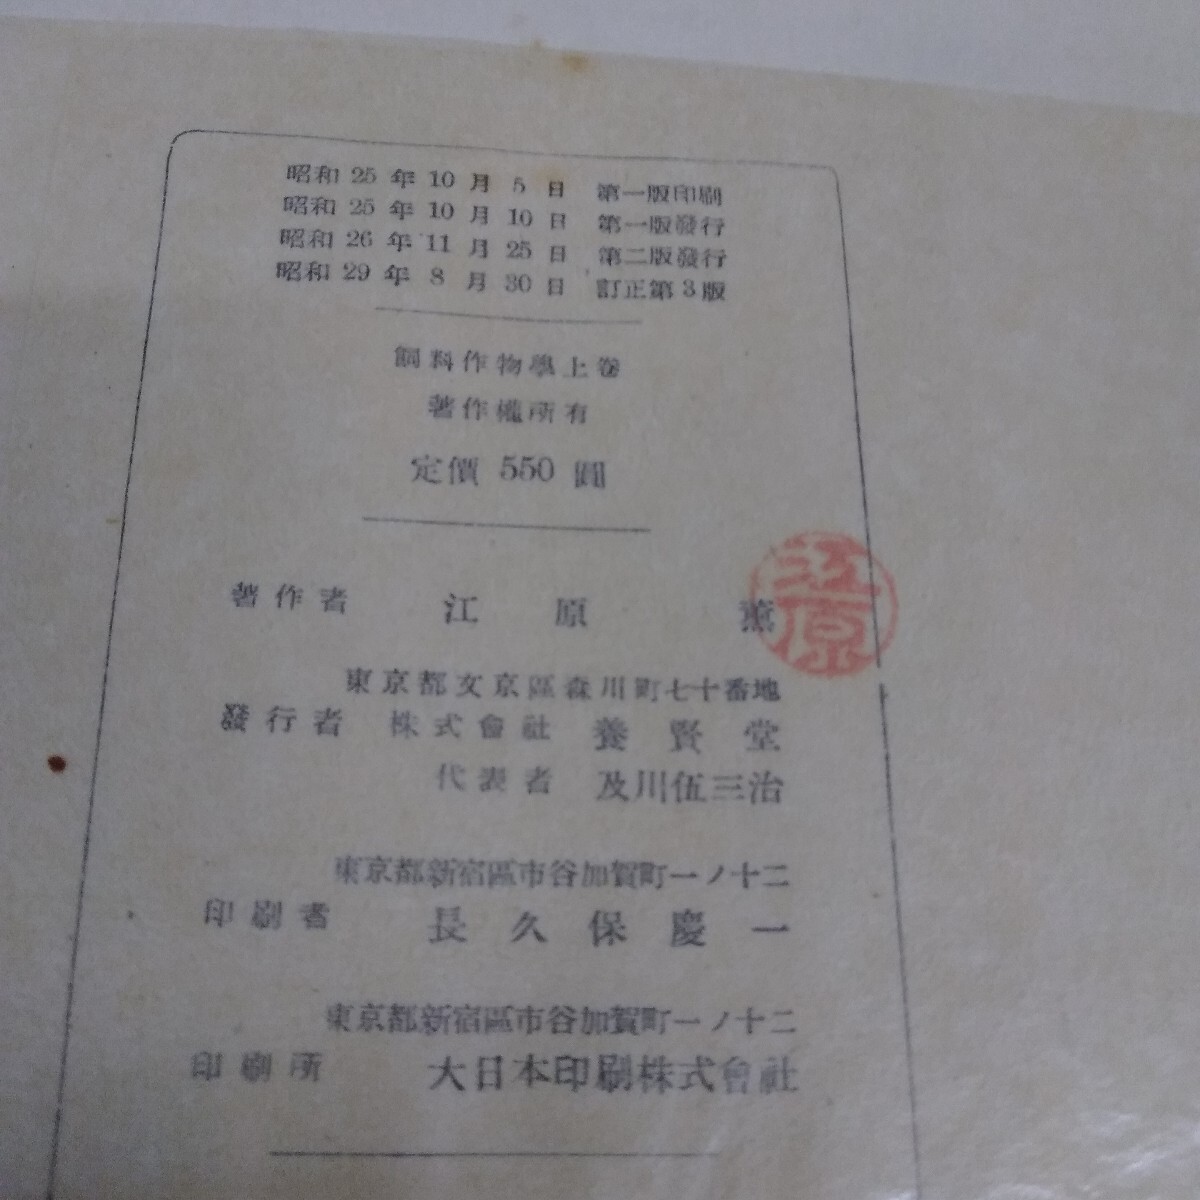 昭和 25 年 10 月 5 日 第一版印刷
昭和 25 年 10 月 10 日 第一版發行
昭和 26 年 11 月 25 日 第二版發行
昭和 29 年 8 月 30 日 訂正第 3 版
飼料作物學上卷
著作權所有
定價 550 圓
著作者 江原 薫
江原
東京都文京區森川町七十番地
發行者 株式會社 養賢堂
代表者 及川伍三治
東京都新宿區市谷加賀町一ノ十二
印刷者 長久保慶一
東京都新宿區市谷加賀町一ノ十二
印刷所 大日本印刷株式會社